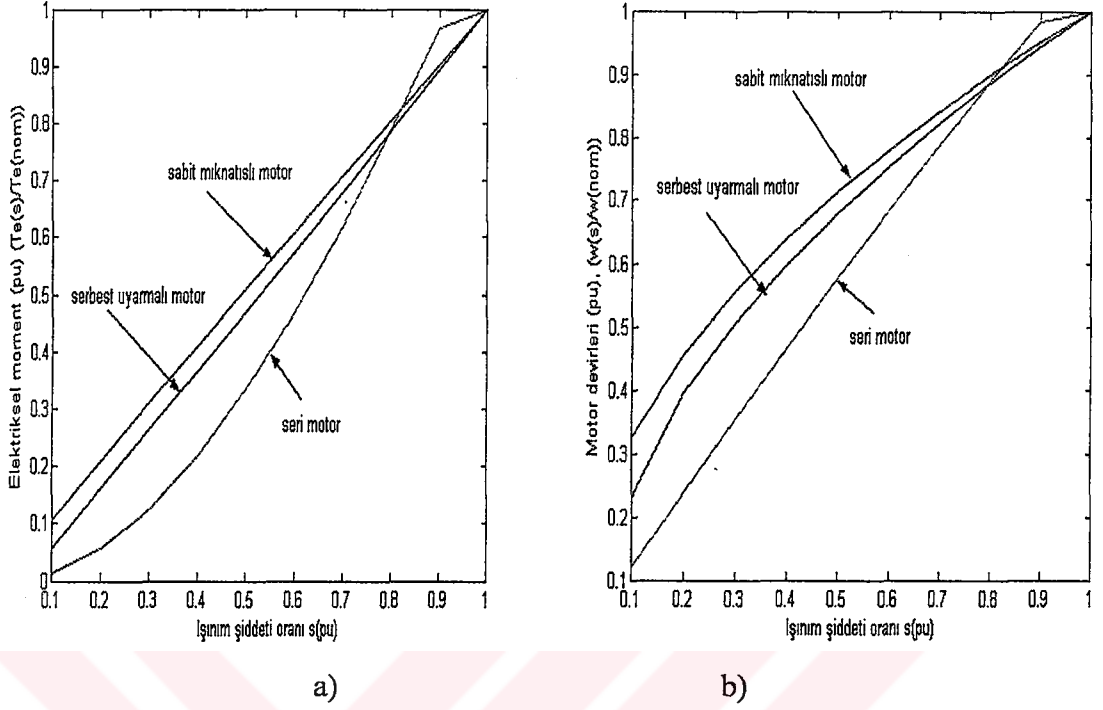 Elektriksel moment (pu) (Te(s)/Te(nom))
1
0.9
0.8
0.7
0.6
0.5
0.4
0.3
0.2
0.1
0
sabit mıknatıslı motor
serbest uyarmalı motor
seri motor
0.1 0.2 0.3 0.4 0.5 0.6 0.7 0.8 0.9 1
Işınım şiddeti oranı s(pu)
a)
Motor devirleri (pu), (w(s)/w(nom))
1
0.9
0.8
0.7
0.6
0.5
0.4
0.3
0.2
0.1
sabit mıknatıslı motor
serbest uyarmalı motor
seri motor
0.1 0.2 0.3 0.4 0.5 0.6 0.7 0.8 0.9 1
Işınım şiddeti oranı s(pu)
b)